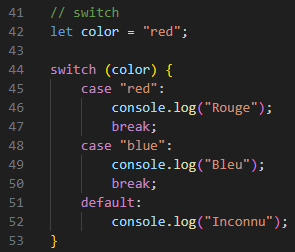 41 // switch
42 let color = "red";
43
44 switch (color) {
45     case "red":
46         console.log("Rouge");
47         break;
48     case "blue":
49         console.log("Bleu");
50         break;
51     default:
52         console.log("Inconnu");
53 }